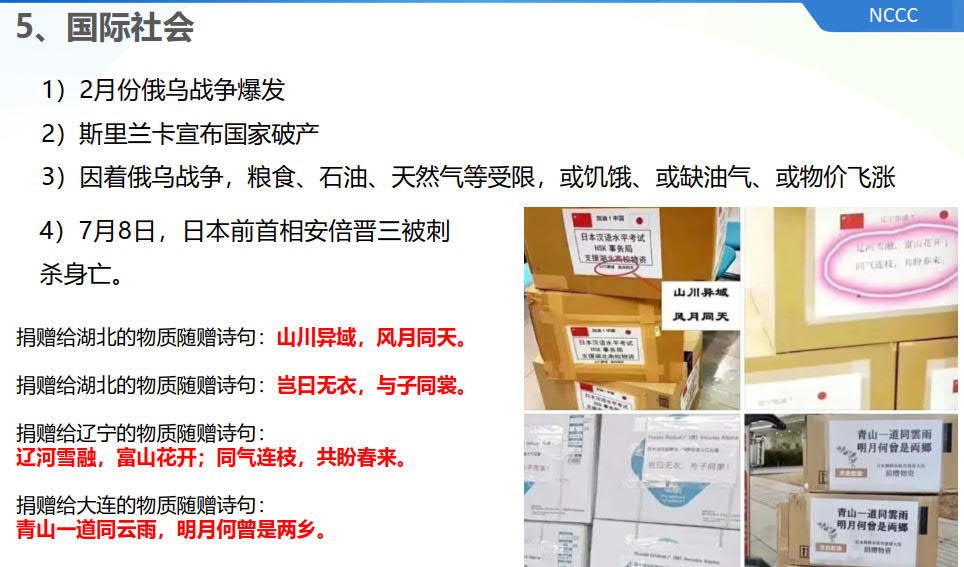 5、国际社会
NCCC
1）2月份俄乌战争爆发
2）斯里兰卡宣布国家破产
3）因着俄乌战争，粮食、石油、天然气等受限，或饥饿、或缺油气、或物价飞涨
4）7月8日，日本前首相安倍晋三被刺
杀身亡。
捐赠给湖北的物质随赠诗句：山川异域，风月同天。
捐赠给湖北的物质随赠诗句：岂曰无衣，与子同裳。
捐赠给辽宁的物质随赠诗句：
辽河雪融，富山花开；同气连枝，共盼春来。
捐赠给大连的物质随赠诗句：
青山一道同云雨，明月何曾是两乡。
加油！中国
日本汉语水平考试
HSK 事务局
支援湖北高校物资
山川异域
风月同天
加油！中国
日本汉语水平考试
HSK 事务局
支援湖北高校物资
辽宁加油！
辽河雪融，富山花开；
同气连枝，共盼春来。
辽宁加油！
岂曰无衣，与子同裳！
青山一道同雲雨
明月何曾是両郷
捐赠物资
青山一道同雲雨
明月何曾是両郷
捐赠物资